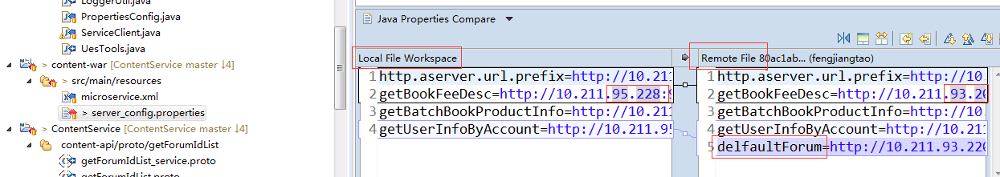 LoggerUtil.java
PropertiesConfig.java
ServiceClient.java
UesTools.java
> content-war [ContentService master ↓4]
> src/main/resources
microservice.xml
> server_config.properties
> ContentService [ContentService master ↓4]
content-api/proto/getForumIdList
getForumIdList_service.proto
getForumIdList.proto
Java Properties Compare
Local File Workspace
1 http.aserver.url.prefix=http://10.211
2 getBookFeeDesc=http://10.211.95.228:
3 getBatchBookProductInfo=http://10.21
4 getUserInfoByAccount=http://10.211.95
Remote File 80ac1ab... (fengjiangtao)
1 http.aserver.url.prefix=http://10.
2 getBookFeeDesc=http://10.211.93.20
3 getBatchBookProductInfo=http://10.
4 getUserInfoByAccount=http://10.211
5 delfaultForum=http://10.211.93.220